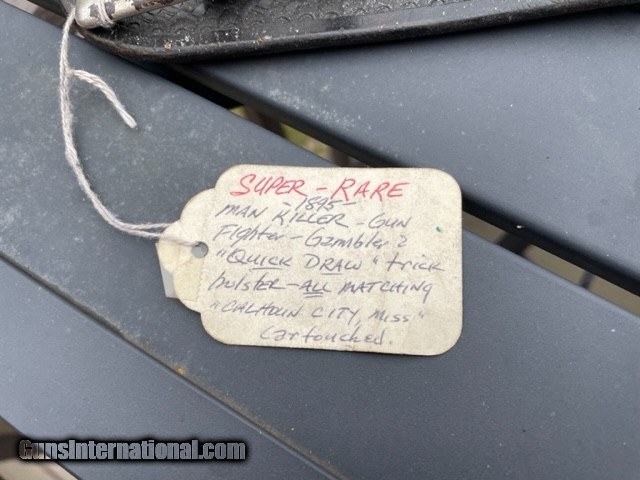 SUPER - RARE
- 1895 -
MAN KILLER - GUN
Fighter - Gambler?
"QUICK DRAW" trick
holster - ALL MATCHING
"CALHOUN CITY, Miss"
Cartouched.
GunsInternational.com